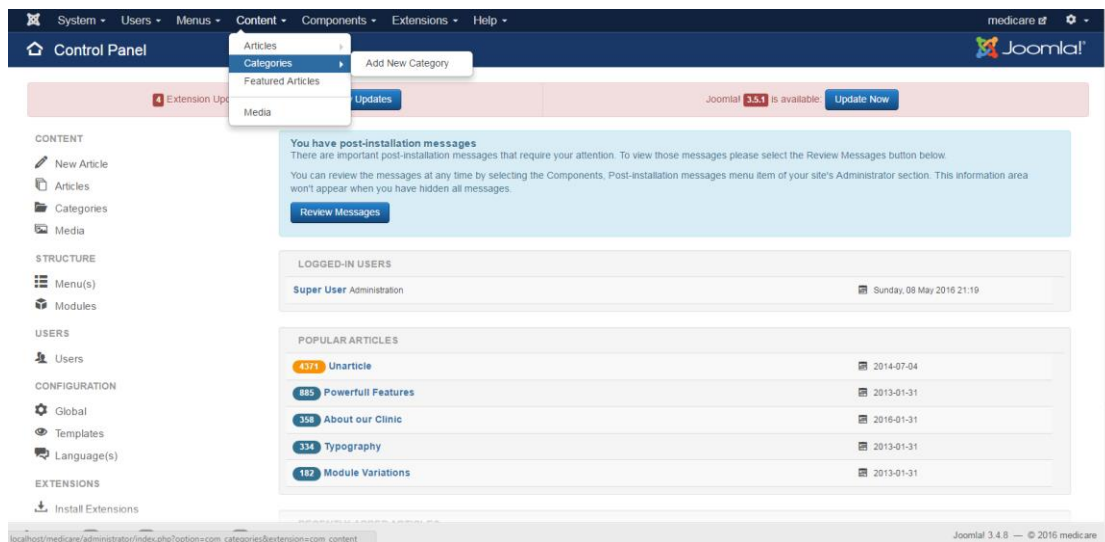 System Users Menus Content Components Extensions Help medicare
Control Panel Joomla!
Articles
Categories Add New Category
Featured Articles
Media
4 Extension Updates Joomla! 3.5.1 is available: Update Now
CONTENT
New Article
Articles
Categories
Media
STRUCTURE
Menu(s)
Modules
USERS
Users
CONFIGURATION
Global
Templates
Language(s)
EXTENSIONS
Install Extensions
You have post-installation messages
There are important post-installation messages that require your attention. To view those messages please select the Review Messages button below.
You can review the messages at any time by selecting the Components, Post-installation messages menu item of your site's Administrator section. This information area
won't appear when you have hidden all messages.
Review Messages
LOGGED-IN USERS
Super User Administration Sunday, 08 May 2016 21:19
POPULAR ARTICLES
4371 Unarticle 2014-07-04
885 Powerfull Features 2013-01-31
358 About our Clinic 2016-01-31
334 Typography 2013-01-31
182 Module Variations 2013-01-31
localhost/medicare/administrator/index.php?option=com_categories&extension=com_content
Joomla! 3.4.8 — © 2016 medicare